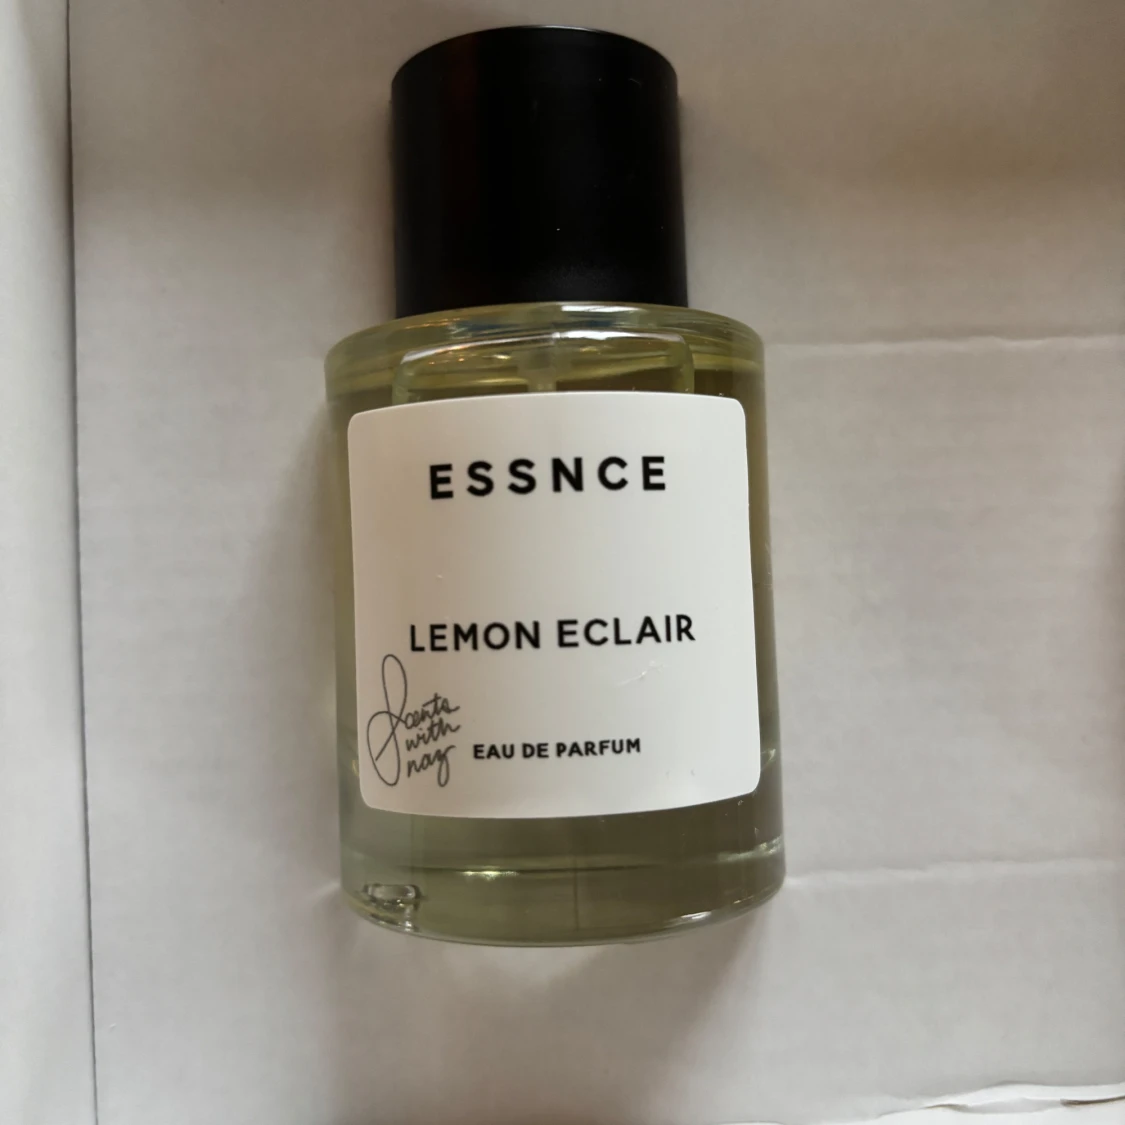 ESSNCE
LEMON ECLAIR
Scents
with
naz
EAU DE PARFUM